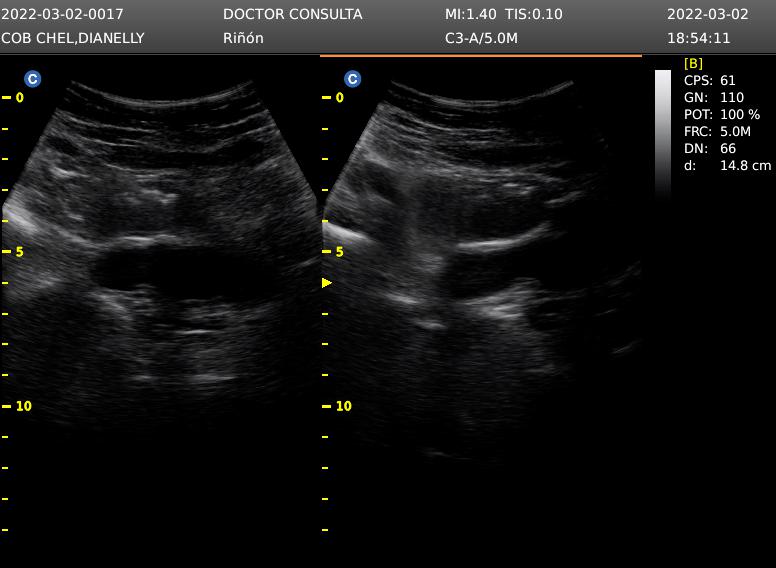 2022-03-02-0017 DOCTOR CONSULTA MI:1.40 TIS:0.10 2022-03-02
COB CHEL,DIANELLY Riñón C3-A/5.0M 18:54:11
[B]
CPS: 61
GN: 110
POT: 100 %
FRC: 5.0M
DN: 66
d: 14.8 cm
C
0
5
10
C
0
5
10